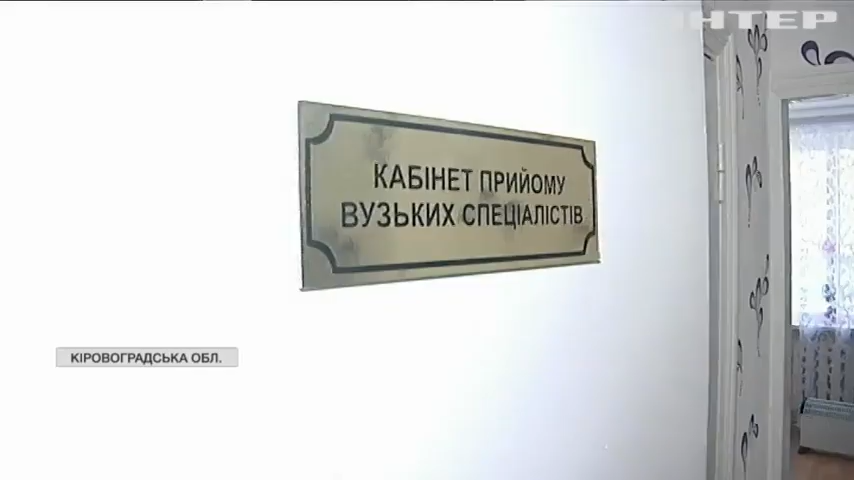 ІНТЕР
КАБІНЕТ ПРИЙОМУ
ВУЗЬКИХ СПЕЦІАЛІСТІВ
КІРОВОГРАДСЬКА ОБЛ.